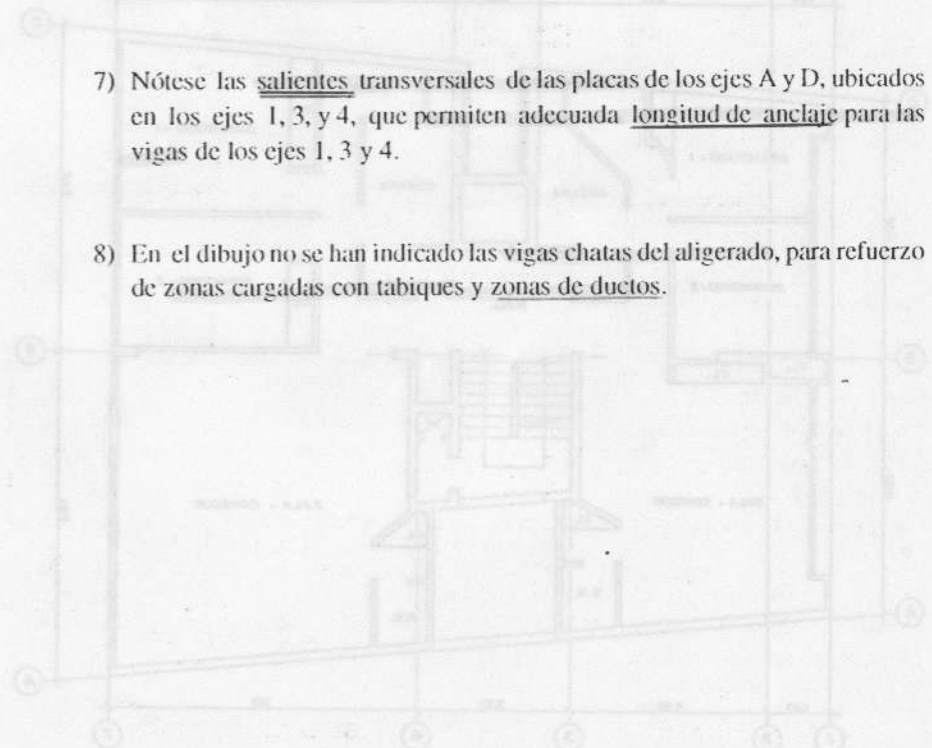 7) Nótese las salientes transversales de las placas de los ejes A y D, ubicados
en los ejes 1, 3, y 4, que permiten adecuada longitud de anclaje para las
vigas de los ejes 1, 3 y 4.
8) En el dibujo no se han indicado las vigas chatas del aligerado, para refuerzo
de zonas cargadas con tabiques y zonas de ductos.